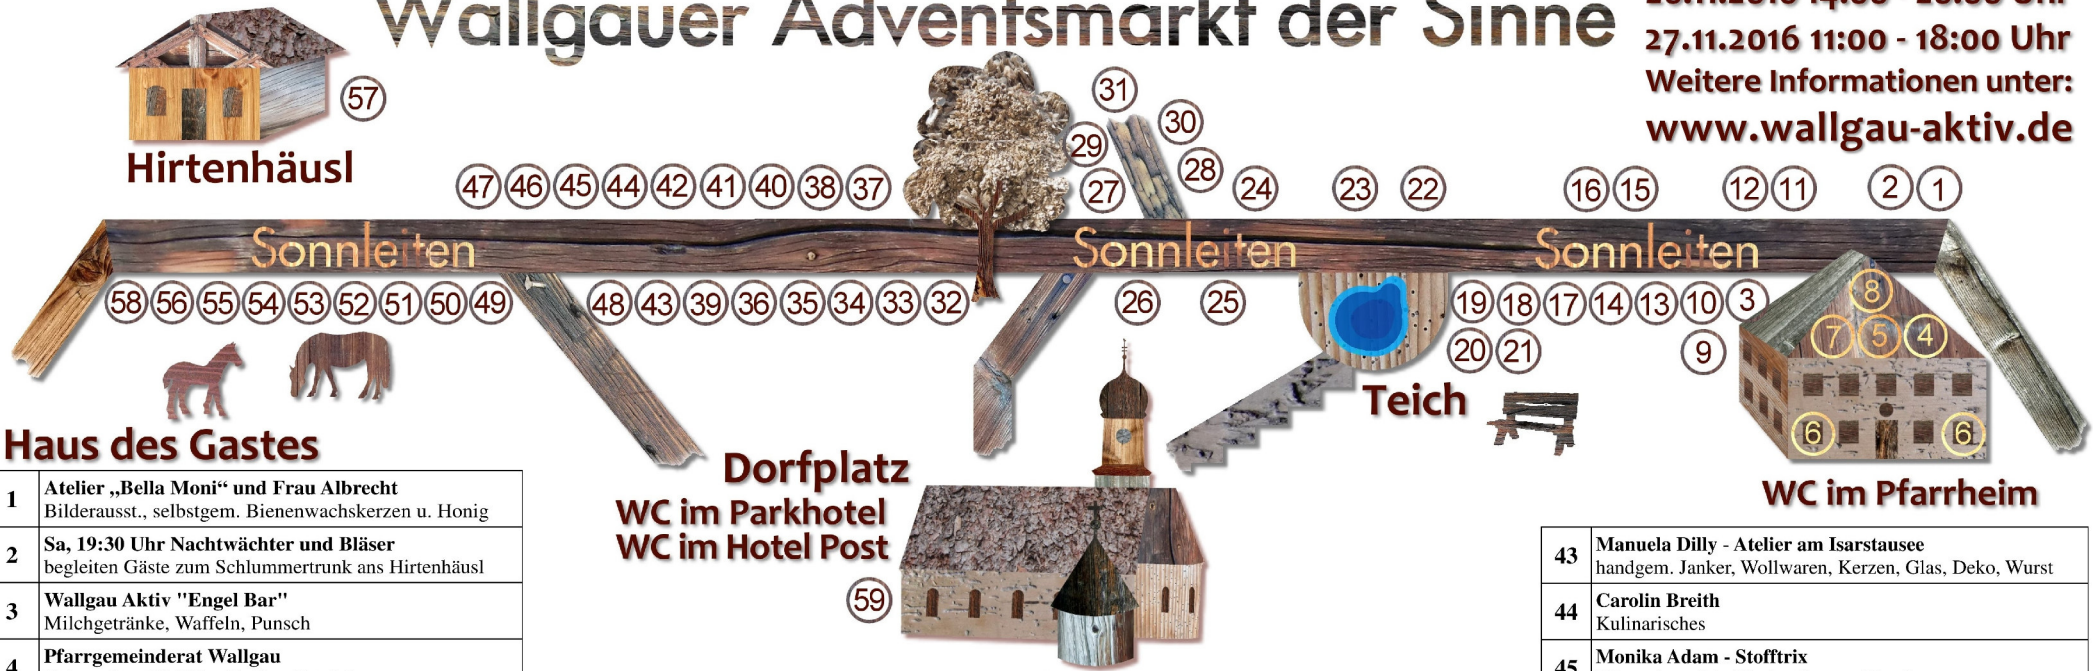 Wallgauer Adventsmarkt der Sinne
27.11.2016 11:00 - 18:00 Uhr
Weitere Informationen unter:
www.wallgau-aktiv.de
57
Hirtenhäusl
31
30
29
28
47 46 45 44 42 41 40 38 37
27
24 23 22 16 15 12 11 2 1
Sonnleiten Sonnleiten Sonnleiten
58 56 55 54 53 52 51 50 49 48 43 39 36 35 34 33 32 26 25 19 18 17 14 13 10 3
8
7 5 4
20 21 9
6 6
Teich
Haus des Gastes
Dorfplatz
WC im Parkhotel
WC im Hotel Post
59
WC im Pfarrheim
1 Atelier „Bella Moni“ und Frau Albrecht
Bilderausst., selbstgem. Bienenwachskerzen u. Honig
2 Sa, 19:30 Uhr Nachtwächter und Bläser
begleiten Gäste zum Schlummertrunk ans Hirtenhäusl
3 Wallgau Aktiv "Engel Bar"
Milchgetränke, Waffeln, Punsch
4 Pfarrgemeinderat Wallgau
43 Manuela Dilly - Atelier am Isarstausee
handgem. Janker, Wollwaren, Kerzen, Glas, Deko, Wurst
44 Carolin Breith
Kulinarisches
45 Monika Adam - Stofftrix